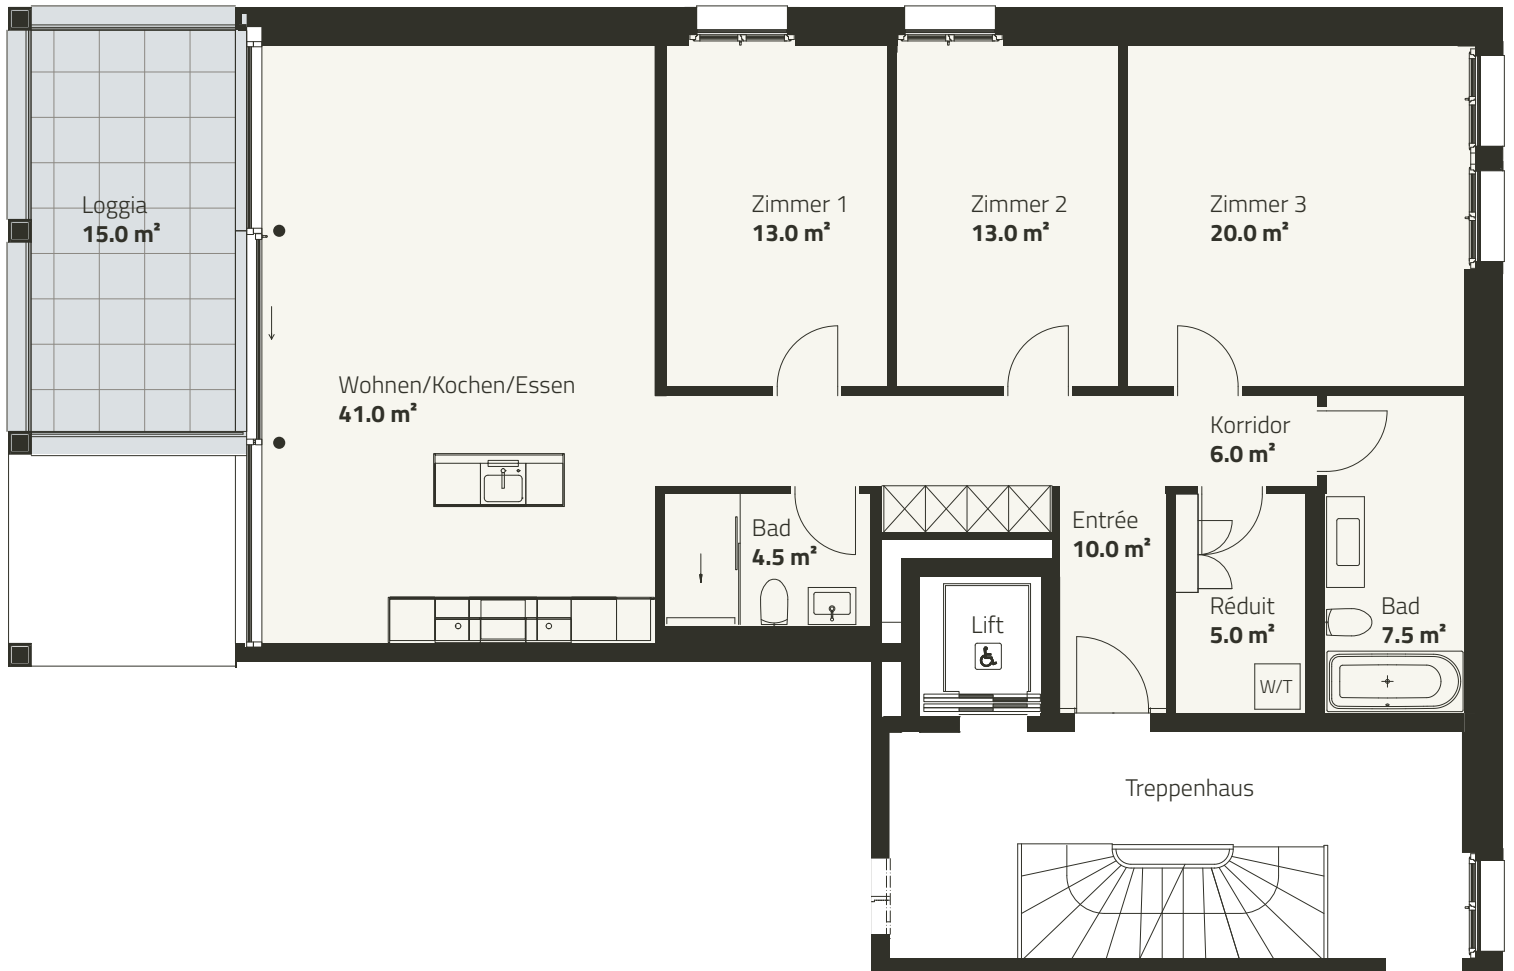 Loggia
15.0 m²
Zimmer 1
13.0 m²
Zimmer 2
13.0 m²
Zimmer 3
20.0 m²
Wohnen/Kochen/Essen
41.0 m²
Korridor
6.0 m²
Bad
4.5 m²
Entrée
10.0 m²
Lift
Réduit
5.0 m²
Bad
7.5 m²
W/T
Treppenhaus